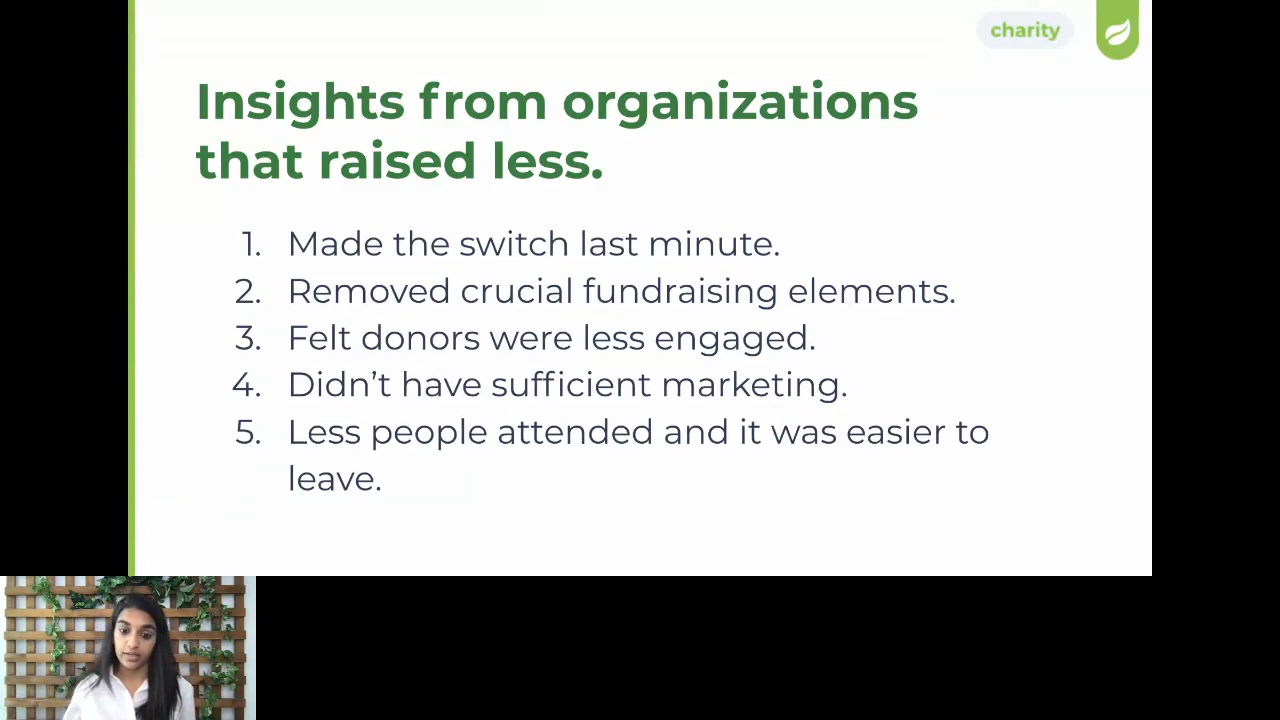 charity
Insights from organizations
that raised less.
1. Made the switch last minute.
2. Removed crucial fundraising elements.
3. Felt donors were less engaged.
4. Didn’t have sufficient marketing.
5. Less people attended and it was easier to
leave.